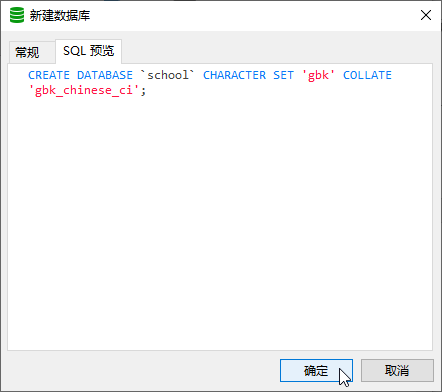 新建数据库
常规
SQL 预览
CREATE DATABASE `school` CHARACTER SET 'gbk' COLLATE
'gbk_chinese_ci';
确定
取消